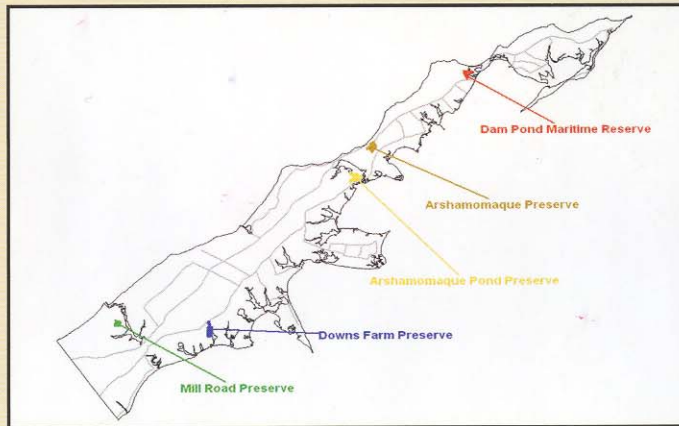 Dam Pond Maritime Reserve
Arshamomaque Preserve
Arshamomaque Pond Preserve
Downs Farm Preserve
Mill Road Preserve